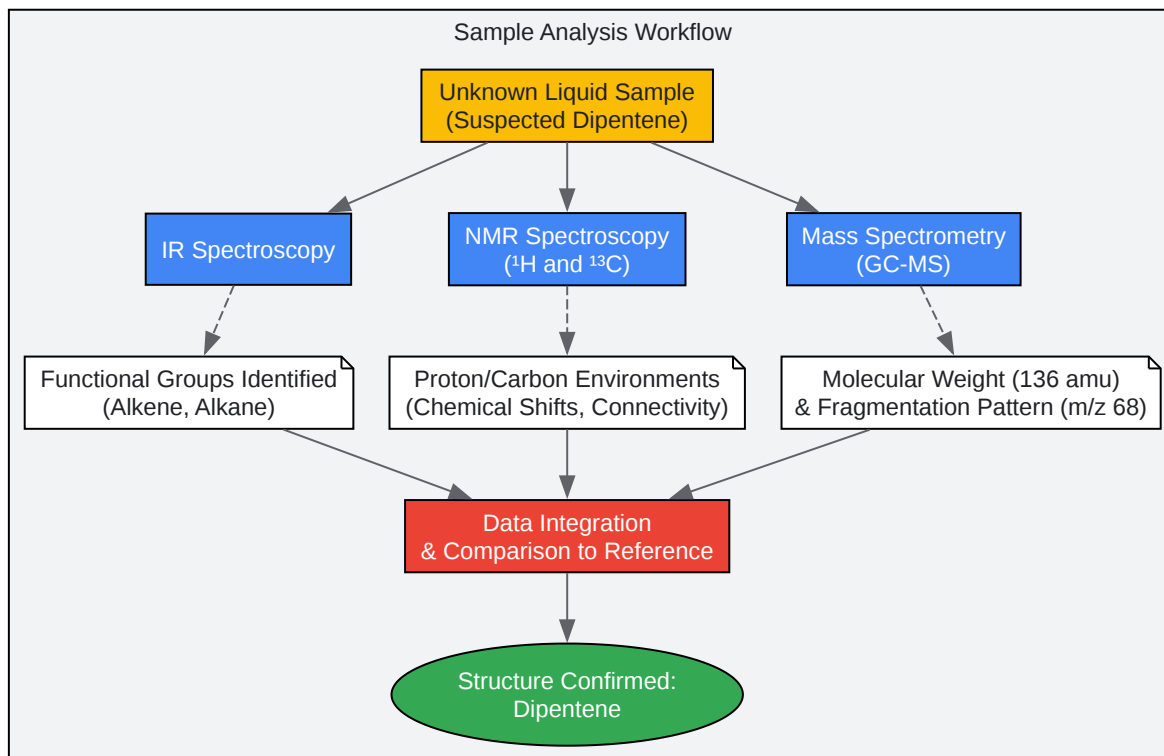 Sample Analysis Workflow
Unknown Liquid Sample
(Suspected Dipentene)
IR Spectroscopy
NMR Spectroscopy
(¹H and ¹³C)
Mass Spectrometry
(GC-MS)
Functional Groups Identified
(Alkene, Alkane)
Proton/Carbon Environments
(Chemical Shifts, Connectivity)
Molecular Weight (136 amu)
& Fragmentation Pattern (m/z 68)
Data Integration
& Comparison to Reference
Structure Confirmed:
Dipentene